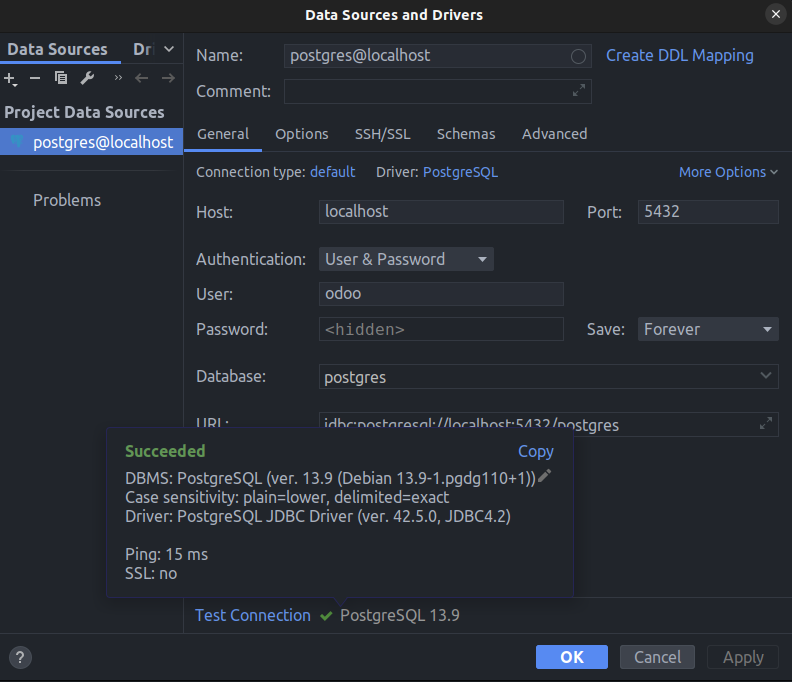 Data Sources and Drivers
Data Sources Dr
Project Data Sources
postgres@localhost
Problems
Name: postgres@localhost Create DDL Mapping
Comment:
General Options SSH/SSL Schemas Advanced
Connection type: default Driver: PostgreSQL More Options
Host: localhost Port: 5432
Authentication: User & Password
User: odoo
Password: <hidden> Save: Forever
Database: postgres
URL: jdbc:postgresql://localhost:5432/postgres
Succeeded Copy
DBMS: PostgreSQL (ver. 13.9 (Debian 13.9-1.pgdg110+1))
Case sensitivity: plain=lower, delimited=exact
Driver: PostgreSQL JDBC Driver (ver. 42.5.0, JDBC4.2)
Ping: 15 ms
SSL: no
Test Connection PostgreSQL 13.9
? OK Cancel Apply